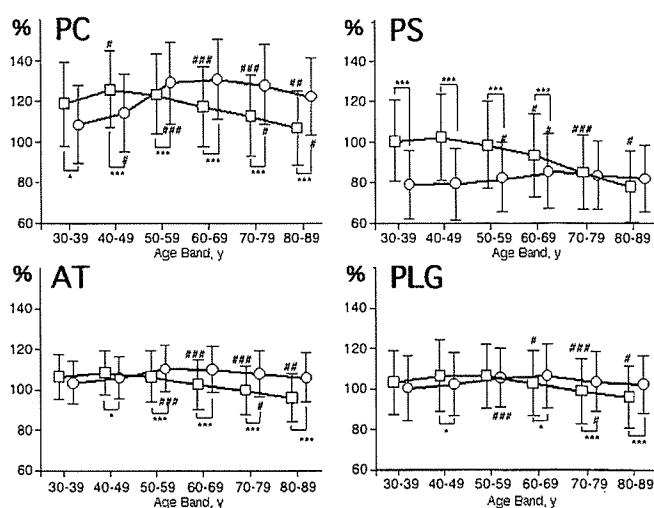 % PC
140
120
100
80
60
# ### ### ##
# ### # #
* *** *** *** *** ***
30-39 40-49 50-59 60-69 70-79 80-89
Age Band, y
% PS
140
120
100
80
60
*** *** *** ***
# ### #
# #
30-39 40-49 50-59 60-69 70-79 80-89
Age Band, y
% AT
140
120
100
80
60
### ### ##
### #
* *** *** *** ***
30-39 40-49 50-59 60-69 70-79 80-89
Age Band, y
% PLG
140
120
100
80
60
# ### #
### #
* * *** ***
30-39 40-49 50-59 60-69 70-79 80-89
Age Band, y